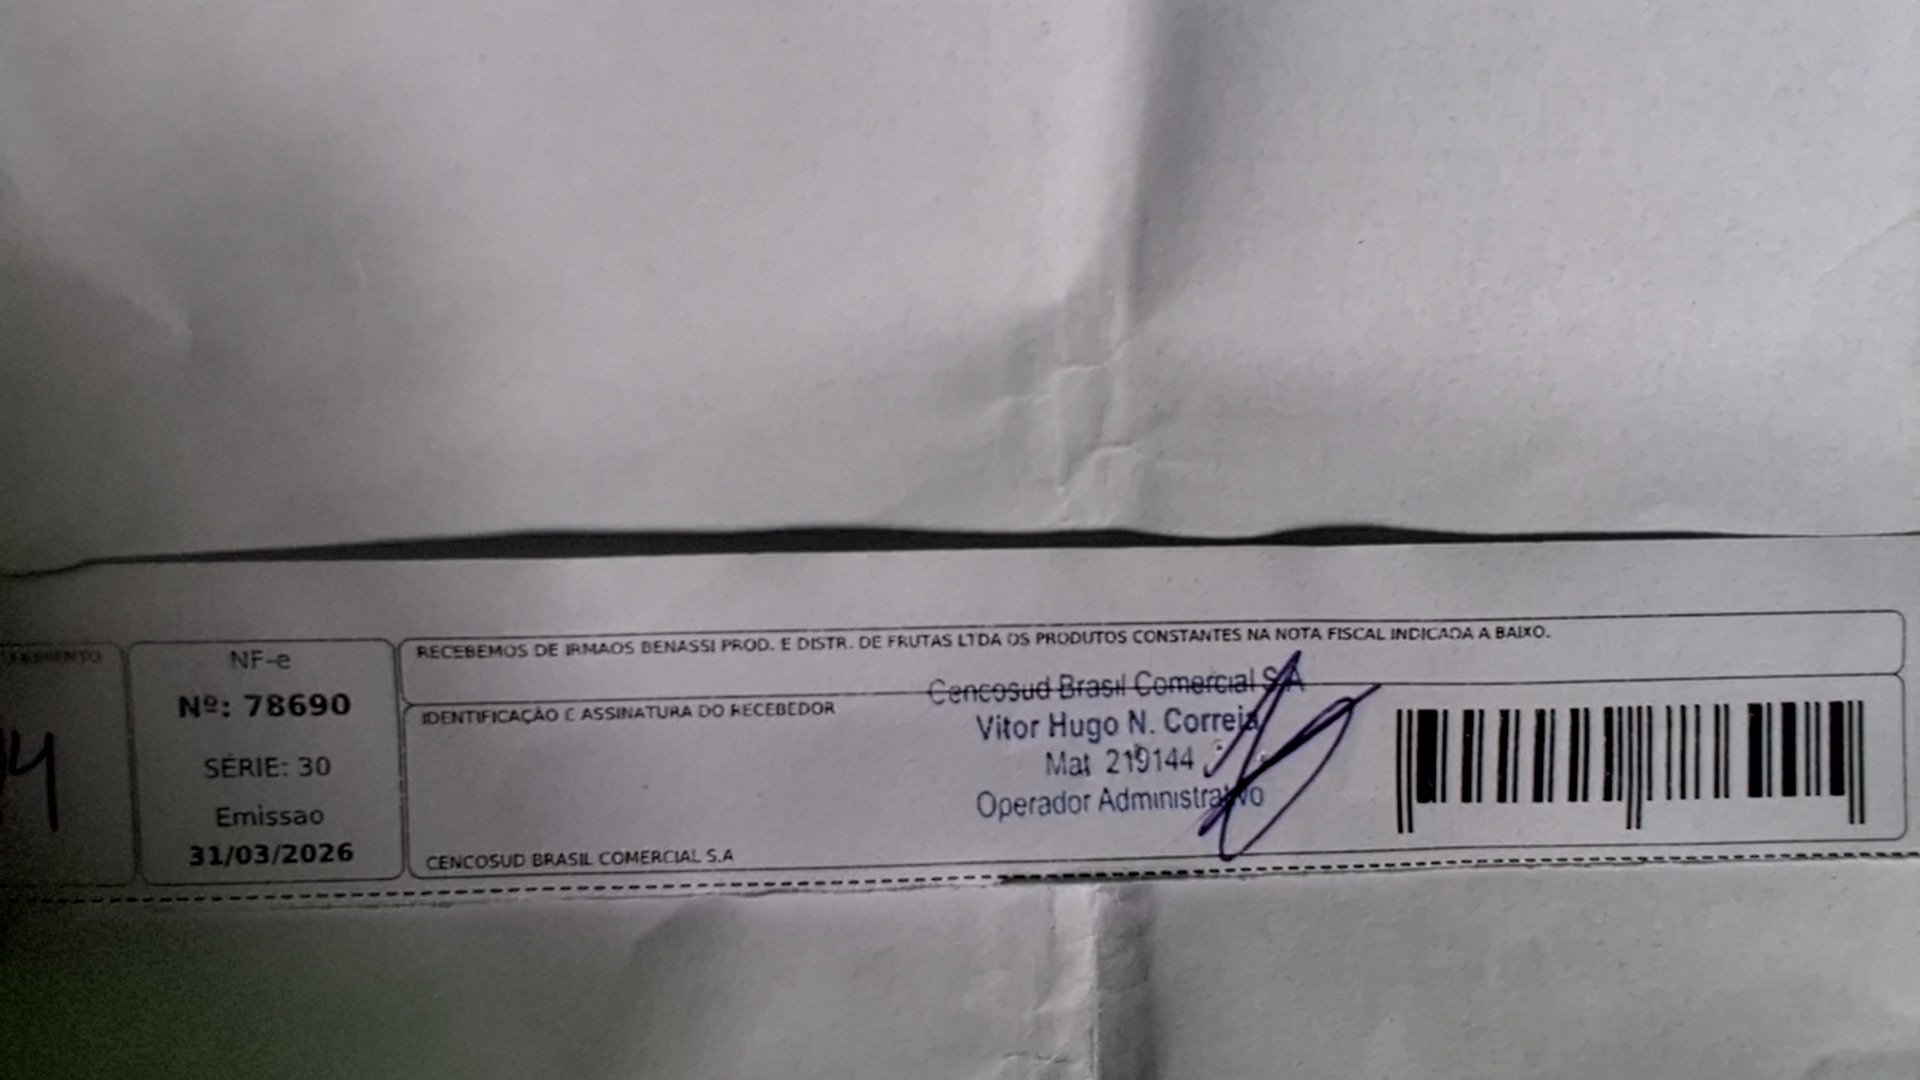 RECEBEMOS DE IRMAOS BENASSI PROD. E DISTR. DE FRUTAS LTDA OS PRODUTOS CONSTANTES NA NOTA FISCAL INDICADA A BAIXO.
NF-e
Nº: 78690
SÉRIE: 30
Emissao
31/03/2026
IDENTIFICAÇÃO E ASSINATURA DO RECEBEDOR
Cencosud Brasil Comercial S.A
Vitor Hugo N. Correia
Mat 219144
Operador Administrativo
CENCOSUD BRASIL COMERCIAL S.A